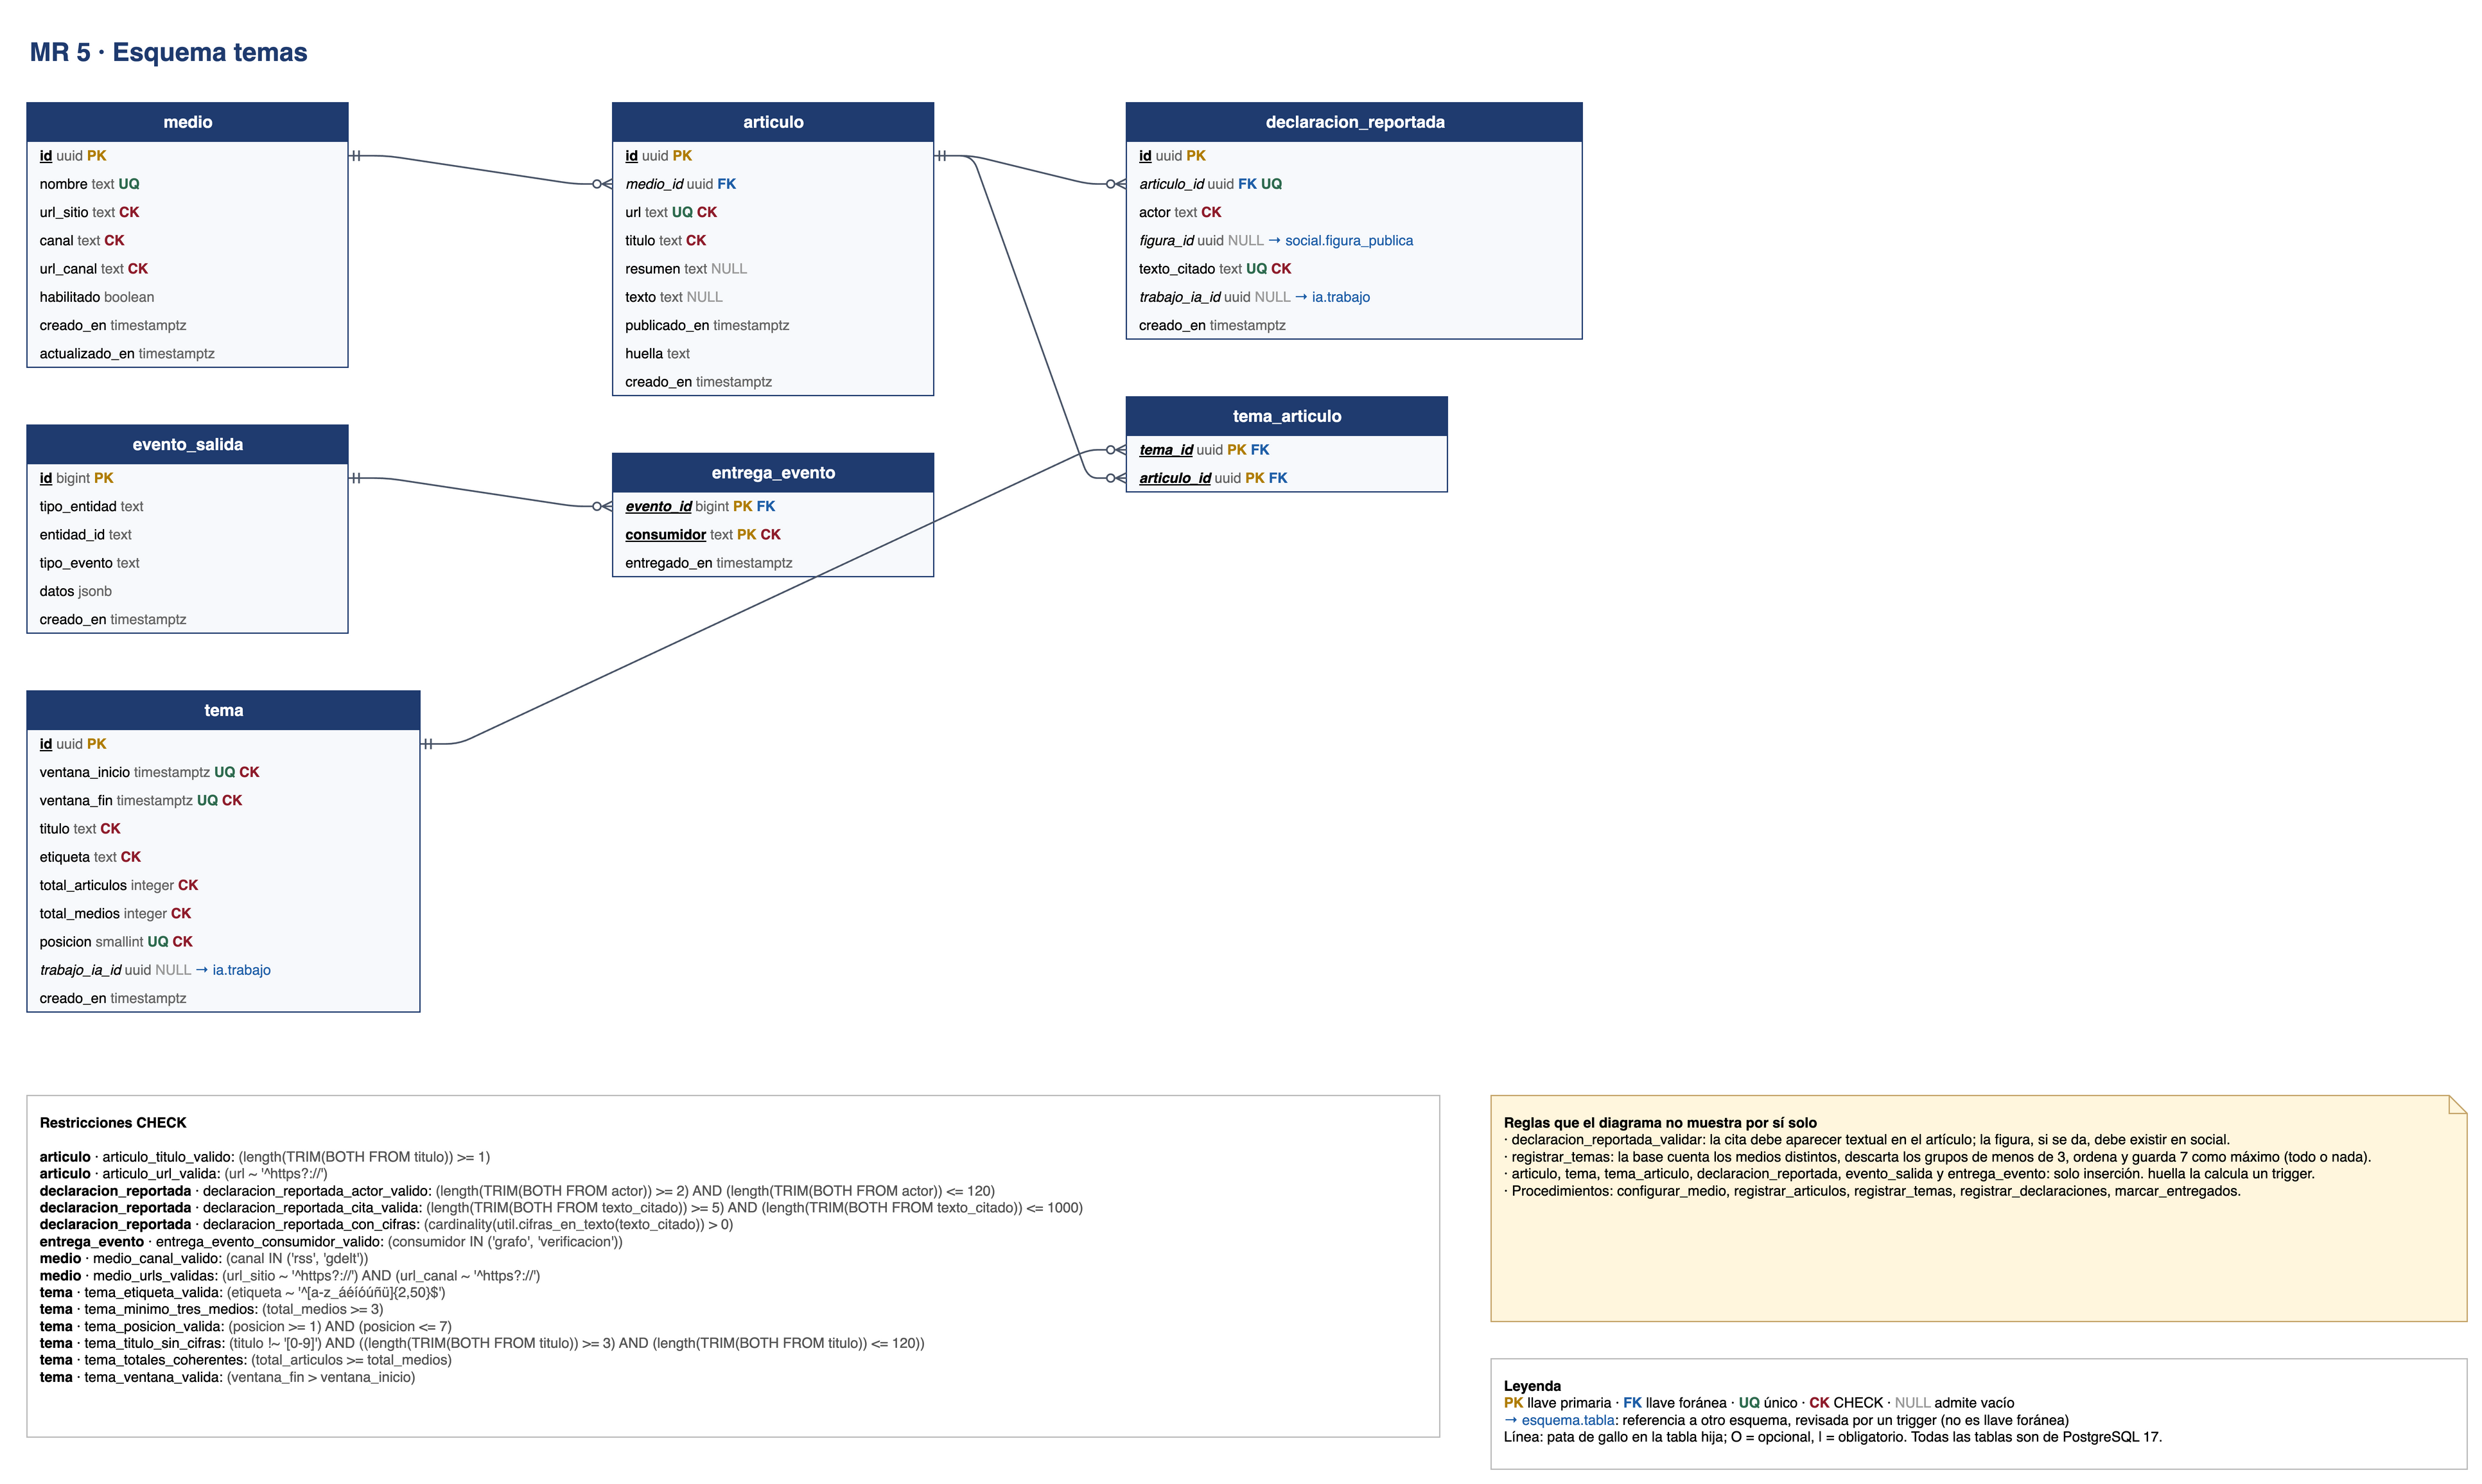 MR 5 · Esquema temas
medio
id uuid PK
nombre text UQ
url_sitio text CK
canal text CK
url_canal text CK
habilitado boolean
creado_en timestamptz
actualizado_en timestamptz
articulo
id uuid PK
medio_id uuid FK
url text UQ CK
titulo text CK
resumen text NULL
texto text NULL
publicado_en timestamptz
huella text
creado_en timestamptz
declaracion_reportada
id uuid PK
articulo_id uuid FK UQ
actor text CK
figura_id uuid NULL → social.figura_publica
texto_citado text UQ CK
trabajo_ia_id uuid NULL → ia.trabajo
creado_en timestamptz
evento_salida
id bigint PK
tipo_entidad text
entidad_id text
tipo_evento text
datos jsonb
creado_en timestamptz
entrega_evento
evento_id bigint PK FK
consumidor text PK CK
entregado_en timestamptz
tema_articulo
tema_id uuid PK FK
articulo_id uuid PK FK
tema
id uuid PK
ventana_inicio timestamptz UQ CK
ventana_fin timestamptz UQ CK
titulo text CK
etiqueta text CK
total_articulos integer CK
total_medios integer CK
posicion smallint UQ CK
trabajo_ia_id uuid NULL → ia.trabajo
creado_en timestamptz
Restricciones CHECK
articulo · articulo_titulo_valido: (length(TRIM(BOTH FROM titulo)) >= 1)
articulo · articulo_url_valida: (url ~ '^https?://')
declaracion_reportada · declaracion_reportada_actor_valido: (length(TRIM(BOTH FROM actor)) >= 2) AND (length(TRIM(BOTH FROM actor)) <= 120)
declaracion_reportada · declaracion_reportada_cita_valida: (length(TRIM(BOTH FROM texto_citado)) >= 5) AND (length(TRIM(BOTH FROM texto_citado)) <= 1000)
declaracion_reportada · declaracion_reportada_con_cifras: (cardinality(util.cifras_en_texto(texto_citado)) > 0)
entrega_evento · entrega_evento_consumidor_valido: (consumidor IN ('grafo', 'verificacion'))
medio · medio_canal_valido: (canal IN ('rss', 'gdelt'))
medio · medio_urls_validas: (url_sitio ~ '^https?://') AND (url_canal ~ '^https?://')
tema · tema_etiqueta_valida: (etiqueta ~ '^[a-z_áéíóúñü]{2,50}$')
tema · tema_minimo_tres_medios: (total_medios >= 3)
tema · tema_posicion_valida: (posicion >= 1) AND (posicion <= 7)
tema · tema_titulo_sin_cifras: (titulo !~ '[0-9]') AND ((length(TRIM(BOTH FROM titulo)) >= 3) AND (length(TRIM(BOTH FROM titulo)) <= 120))
tema · tema_totales_coherentes: (total_articulos >= total_medios)
tema · tema_ventana_valida: (ventana_fin > ventana_inicio)
Reglas que el diagrama no muestra por sí solo
· declaracion_reportada_validar: la cita debe aparecer textual en el artículo; la figura, si se da, debe existir en social.
· registrar_temas: la base cuenta los medios distintos, descarta los grupos de menos de 3, ordena y guarda 7 como máximo (todo o nada).
· articulo, tema, tema_articulo, declaracion_reportada, evento_salida y entrega_evento: solo inserción. huella la calcula un trigger.
· Procedimientos: configurar_medio, registrar_articulos, registrar_temas, registrar_declaraciones, marcar_entregados.
Leyenda
PK llave primaria · FK llave foránea · UQ único · CK CHECK · NULL admite vacío
→ esquema.tabla: referencia a otro esquema, revisada por un trigger (no es llave foránea)
Línea: pata de gallo en la tabla hija; O = opcional, I = obligatorio. Todas las tablas son de PostgreSQL 17.